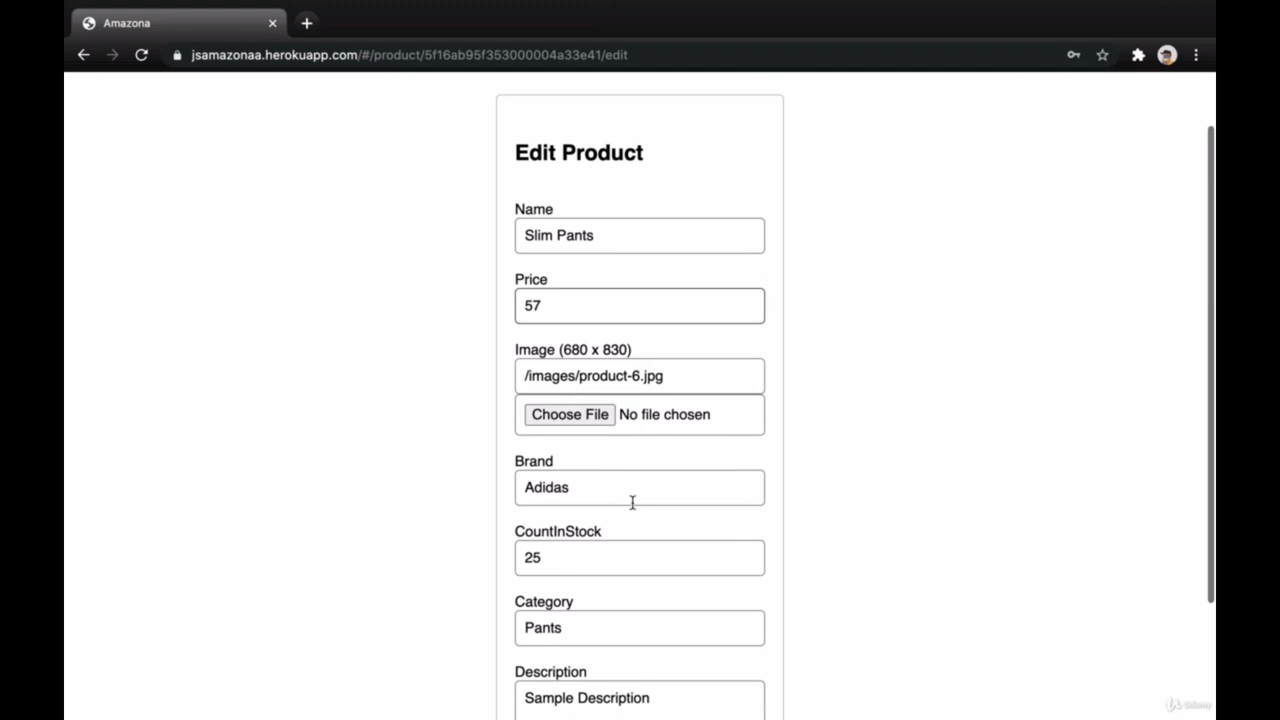 Amazona
jsamazonaa.herokuapp.com/#/product/5f16ab95f353000004a33e41/edit
Edit Product
Name
Slim Pants
Price
57
Image (680 x 830)
/images/product-6.jpg
Choose File No file chosen
Brand
Adidas
CountInStock
25
Category
Pants
Description
Sample Description
Udemy